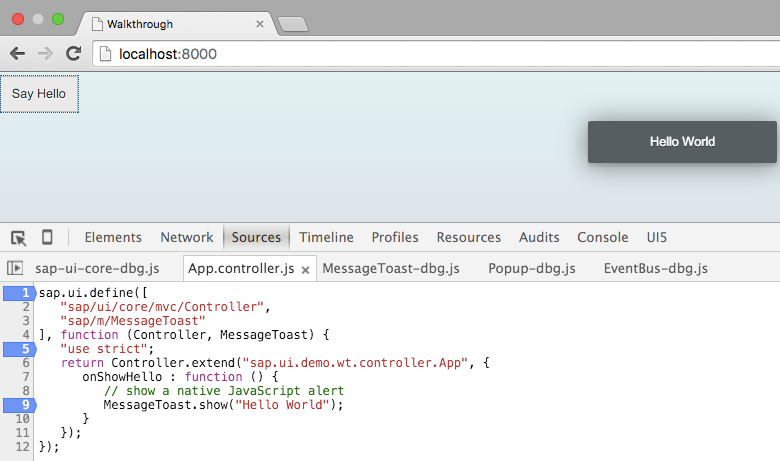 Walkthrough
localhost:8000
Say Hello
Hello World
Elements Network Sources Timeline Profiles Resources Audits Console UI5
sap-ui-core-dbg.js App.controller.js MessageToast-dbg.js Popup-dbg.js EventBus-dbg.js
1 sap.ui.define([
2 "sap/ui/core/mvc/Controller",
3 "sap/m/MessageToast"
4 ], function (Controller, MessageToast) {
5 "use strict";
6 return Controller.extend("sap.ui.demo.wt.controller.App", {
7 onShowHello : function () {
8 // show a native JavaScript alert
9 MessageToast.show("Hello World");
10 }
11 });
12 });